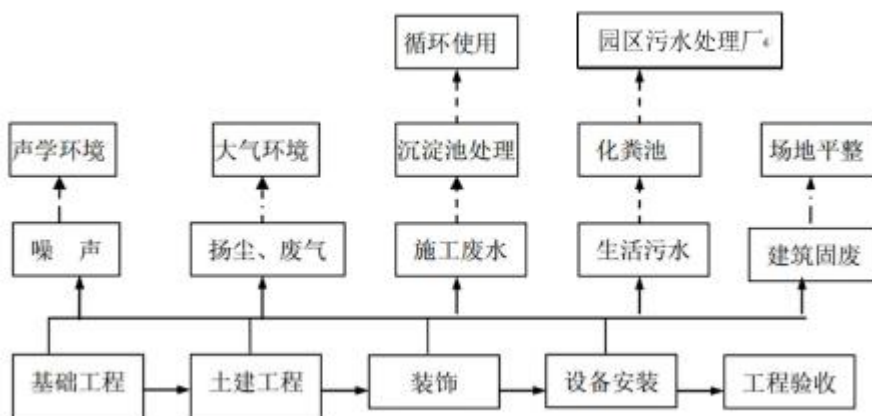 循环使用
园区污水处理厂
声学环境
大气环境
沉淀池处理
化粪池
场地平整
噪 声
扬尘、废气
施工废水
生活污水
建筑固废
基础工程
土建工程
装饰
设备安装
工程验收